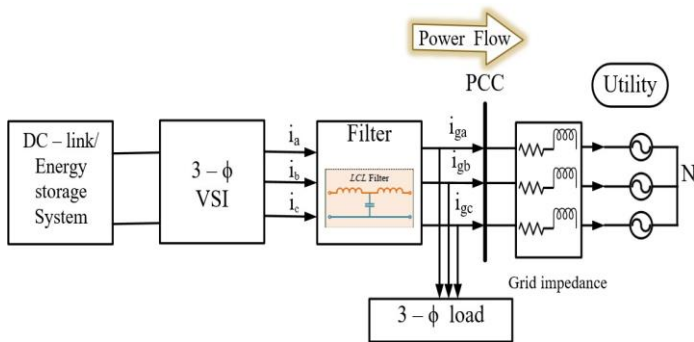 Power Flow
PCC
Utility
DC – link/
Energy
storage
System
3 – ϕ
VSI
i_a
i_b
i_c
Filter
LCL Filter
i_ga
i_gb
i_gc
N
Grid impedance
3 – ϕ load